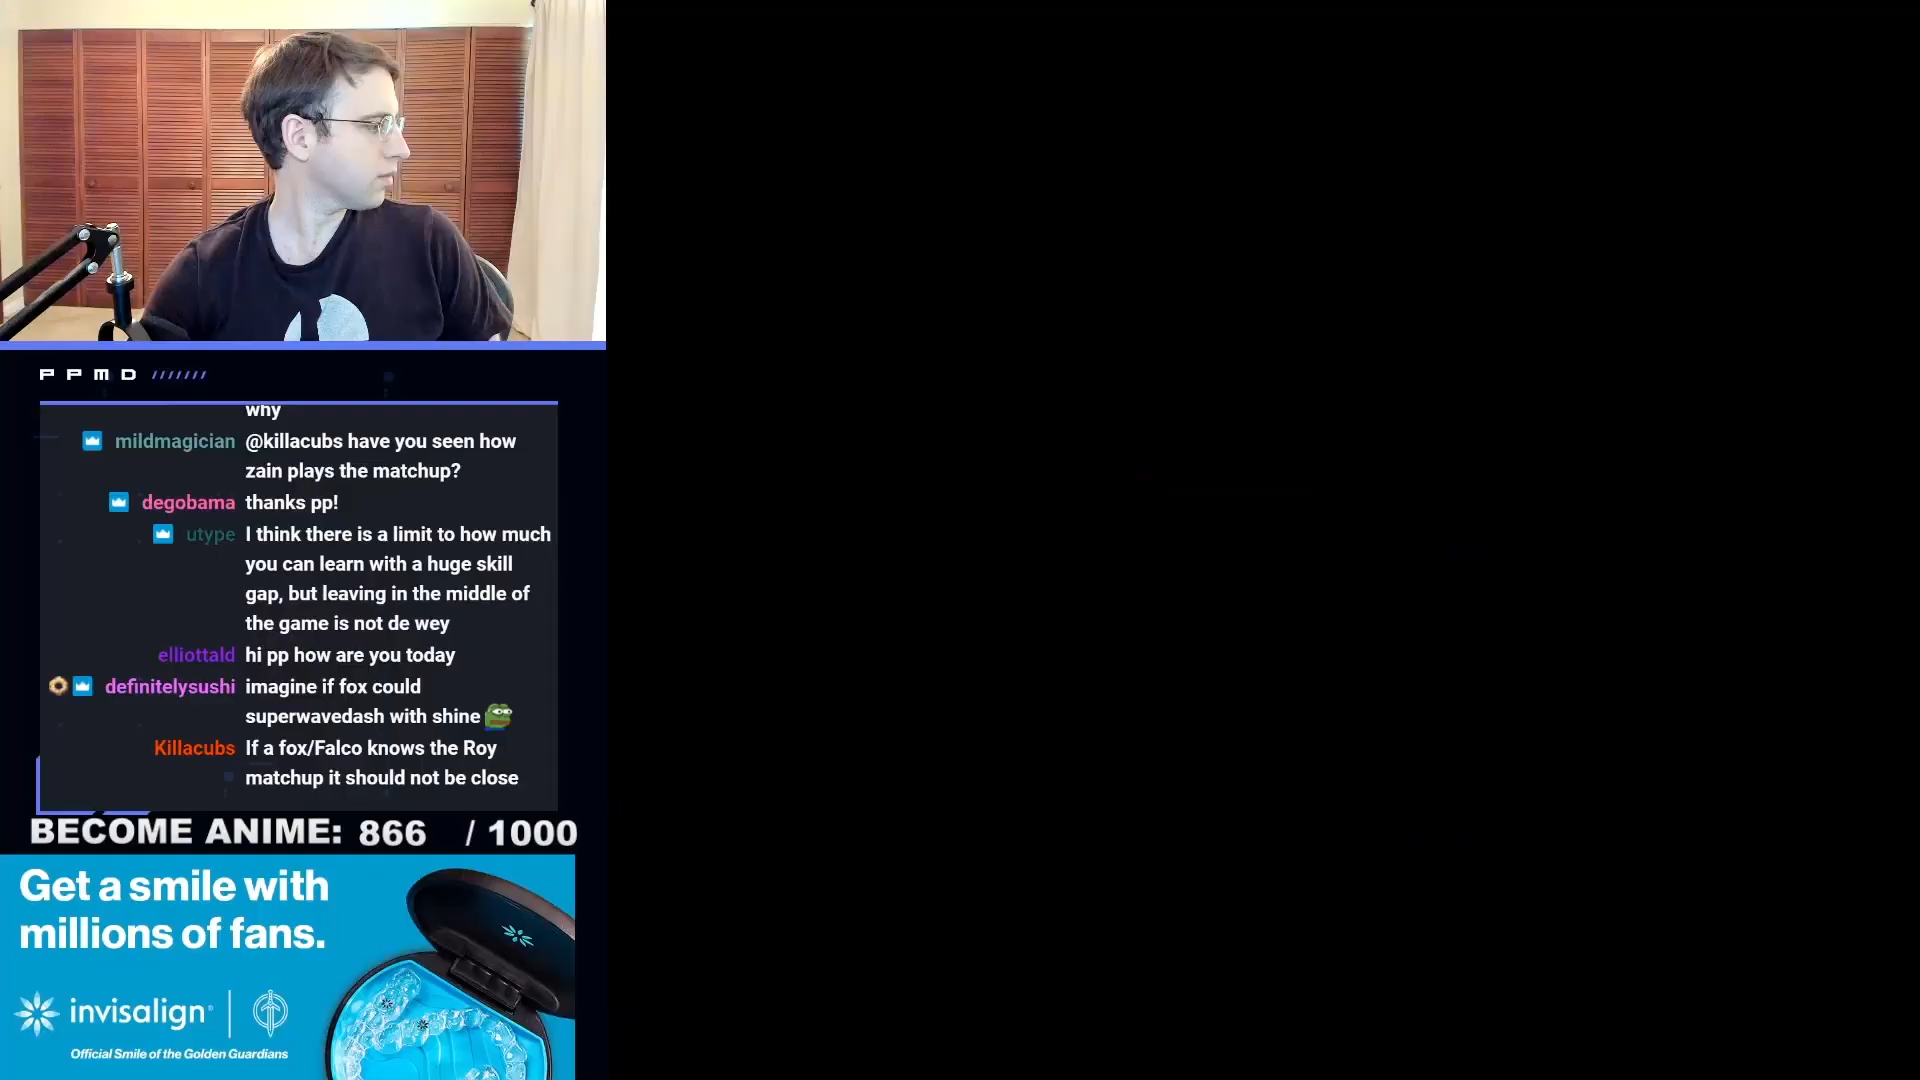 PPMD
why
mildmagician @killacubs have you seen how
zain plays the matchup?
degobama thanks pp!
utype I think there is a limit to how much
you can learn with a huge skill
gap, but leaving in the middle of
the game is not de wey
elliottald hi pp how are you today
definitelysushi imagine if fox could
superwavedash with shine
Killacubs If a fox/Falco knows the Roy
matchup it should not be close
BECOME ANIME: 866 / 1000
Get a smile with
millions of fans.
invisalign
Official Smile of the Golden Guardians